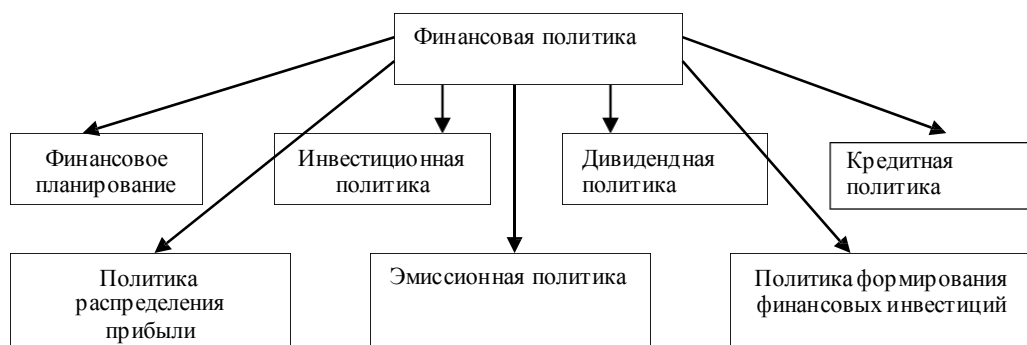 Финансовая политика
Финансовое
планирование
Инвестиционная
политика
Дивидендная
политика
Кредитная
политика
Политика
распределения
прибыли
Эмиссионная политика
Политика формирования
финансовых инвестиций